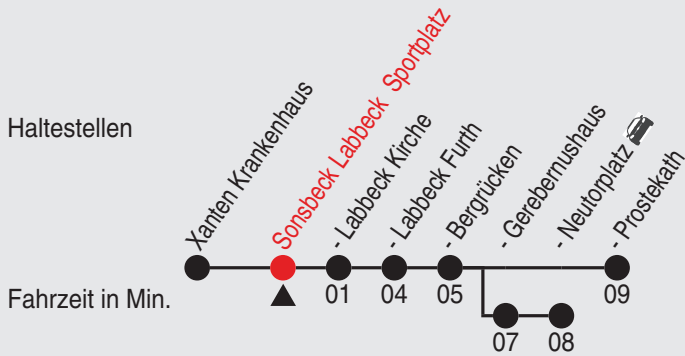 Haltestellen
Xanten Krankenhaus
Sonsbeck Labbeck Sportplatz
- Labbeck Kirche
- Labbeck Furth
- Bergrücken
- Gerebernushaus
- Neutorplatz
- Prostekath
Fahrzeit in Min.
01 04 05 09
07 08